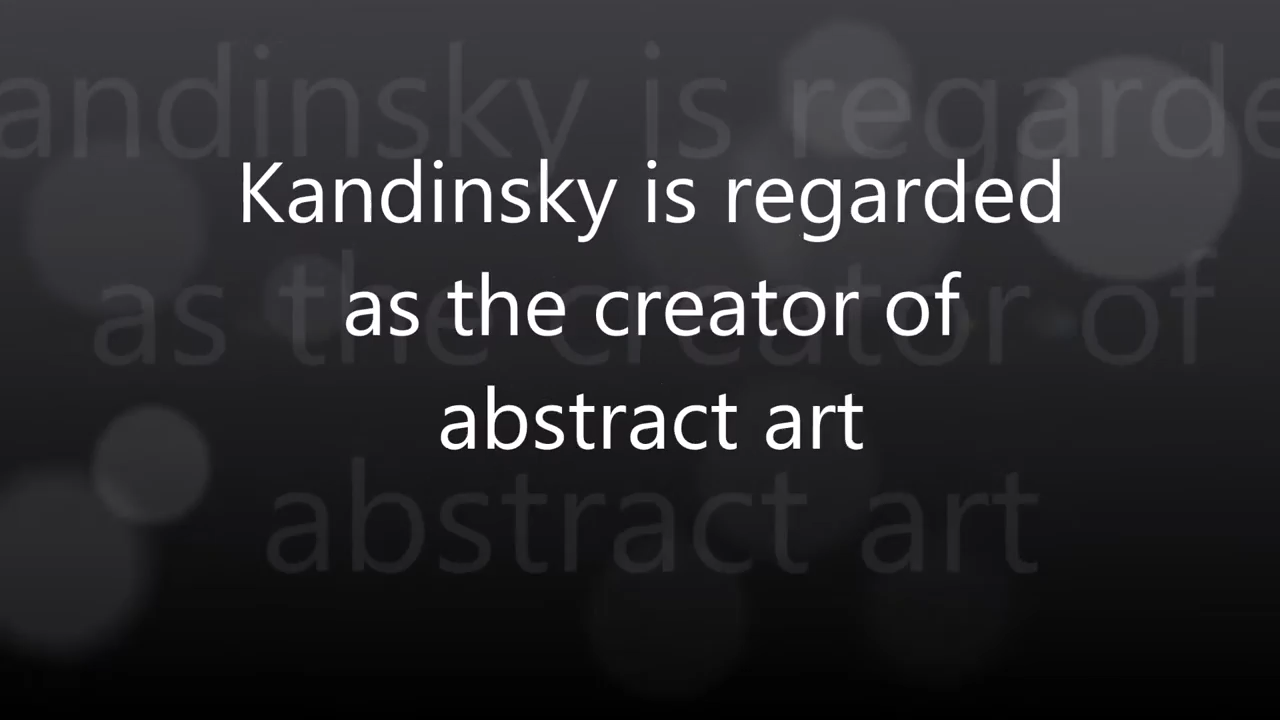 Kandinsky is regarded
as the creator of
abstract art